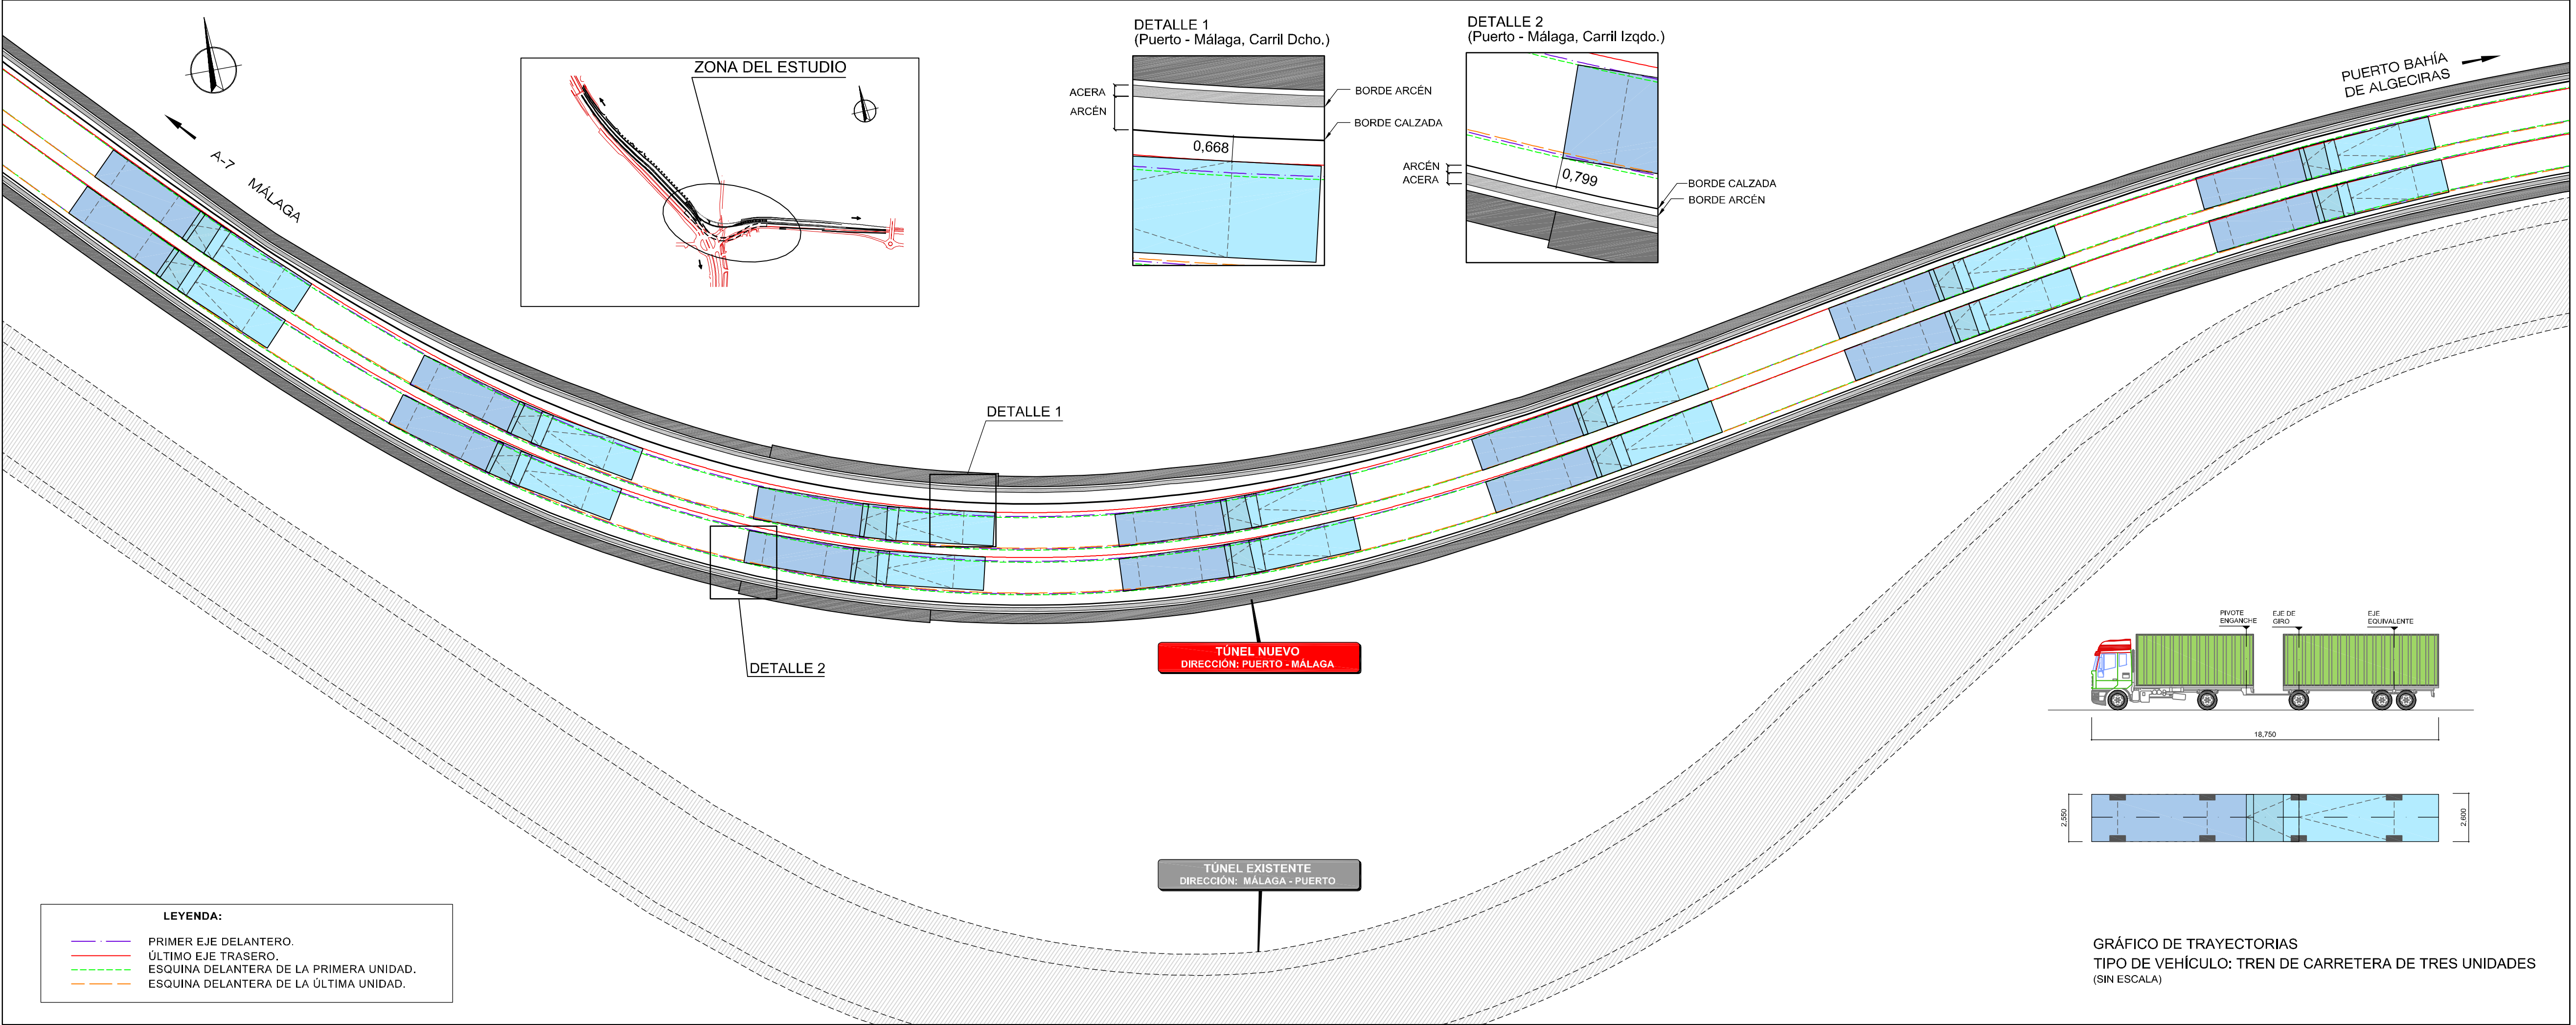 A-7 MÁLAGA
ZONA DEL ESTUDIO
DETALLE 1
(Puerto - Málaga, Carril Dcho.)
ACERA
ARCÉN
BORDE ARCÉN
BORDE CALZADA
0,668
DETALLE 2
(Puerto - Málaga, Carril Izqdo.)
ARCÉN
ACERA
0,799
BORDE CALZADA
BORDE ARCÉN
PUERTO BAHÍA
DE ALGECIRAS
DETALLE 1
DETALLE 2
TÚNEL NUEVO
DIRECCIÓN: PUERTO - MÁLAGA
TÚNEL EXISTENTE
DIRECCIÓN: MÁLAGA - PUERTO
PIVOTE
ENGANCHE
EJE DE
GIRO
EJE
EQUIVALENTE
18,750
2,550
2,600
LEYENDA:
PRIMER EJE DELANTERO.
ÚLTIMO EJE TRASERO.
ESQUINA DELANTERA DE LA PRIMERA UNIDAD.
ESQUINA DELANTERA DE LA ÚLTIMA UNIDAD.
GRÁFICO DE TRAYECTORIAS
TIPO DE VEHÍCULO: TREN DE CARRETERA DE TRES UNIDADES
(SIN ESCALA)